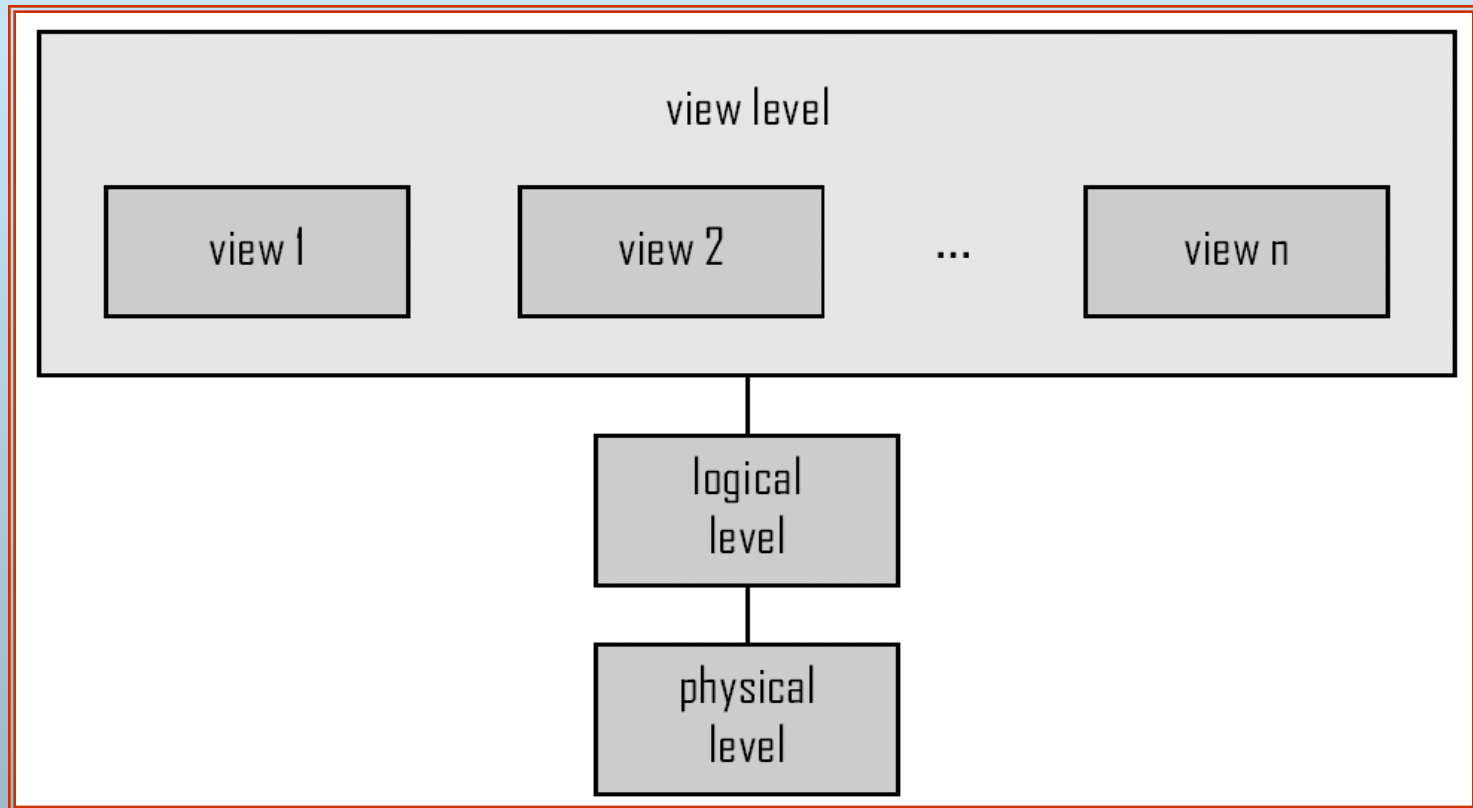 view level
view 1
view 2
...
view n
logical
level
physical
level